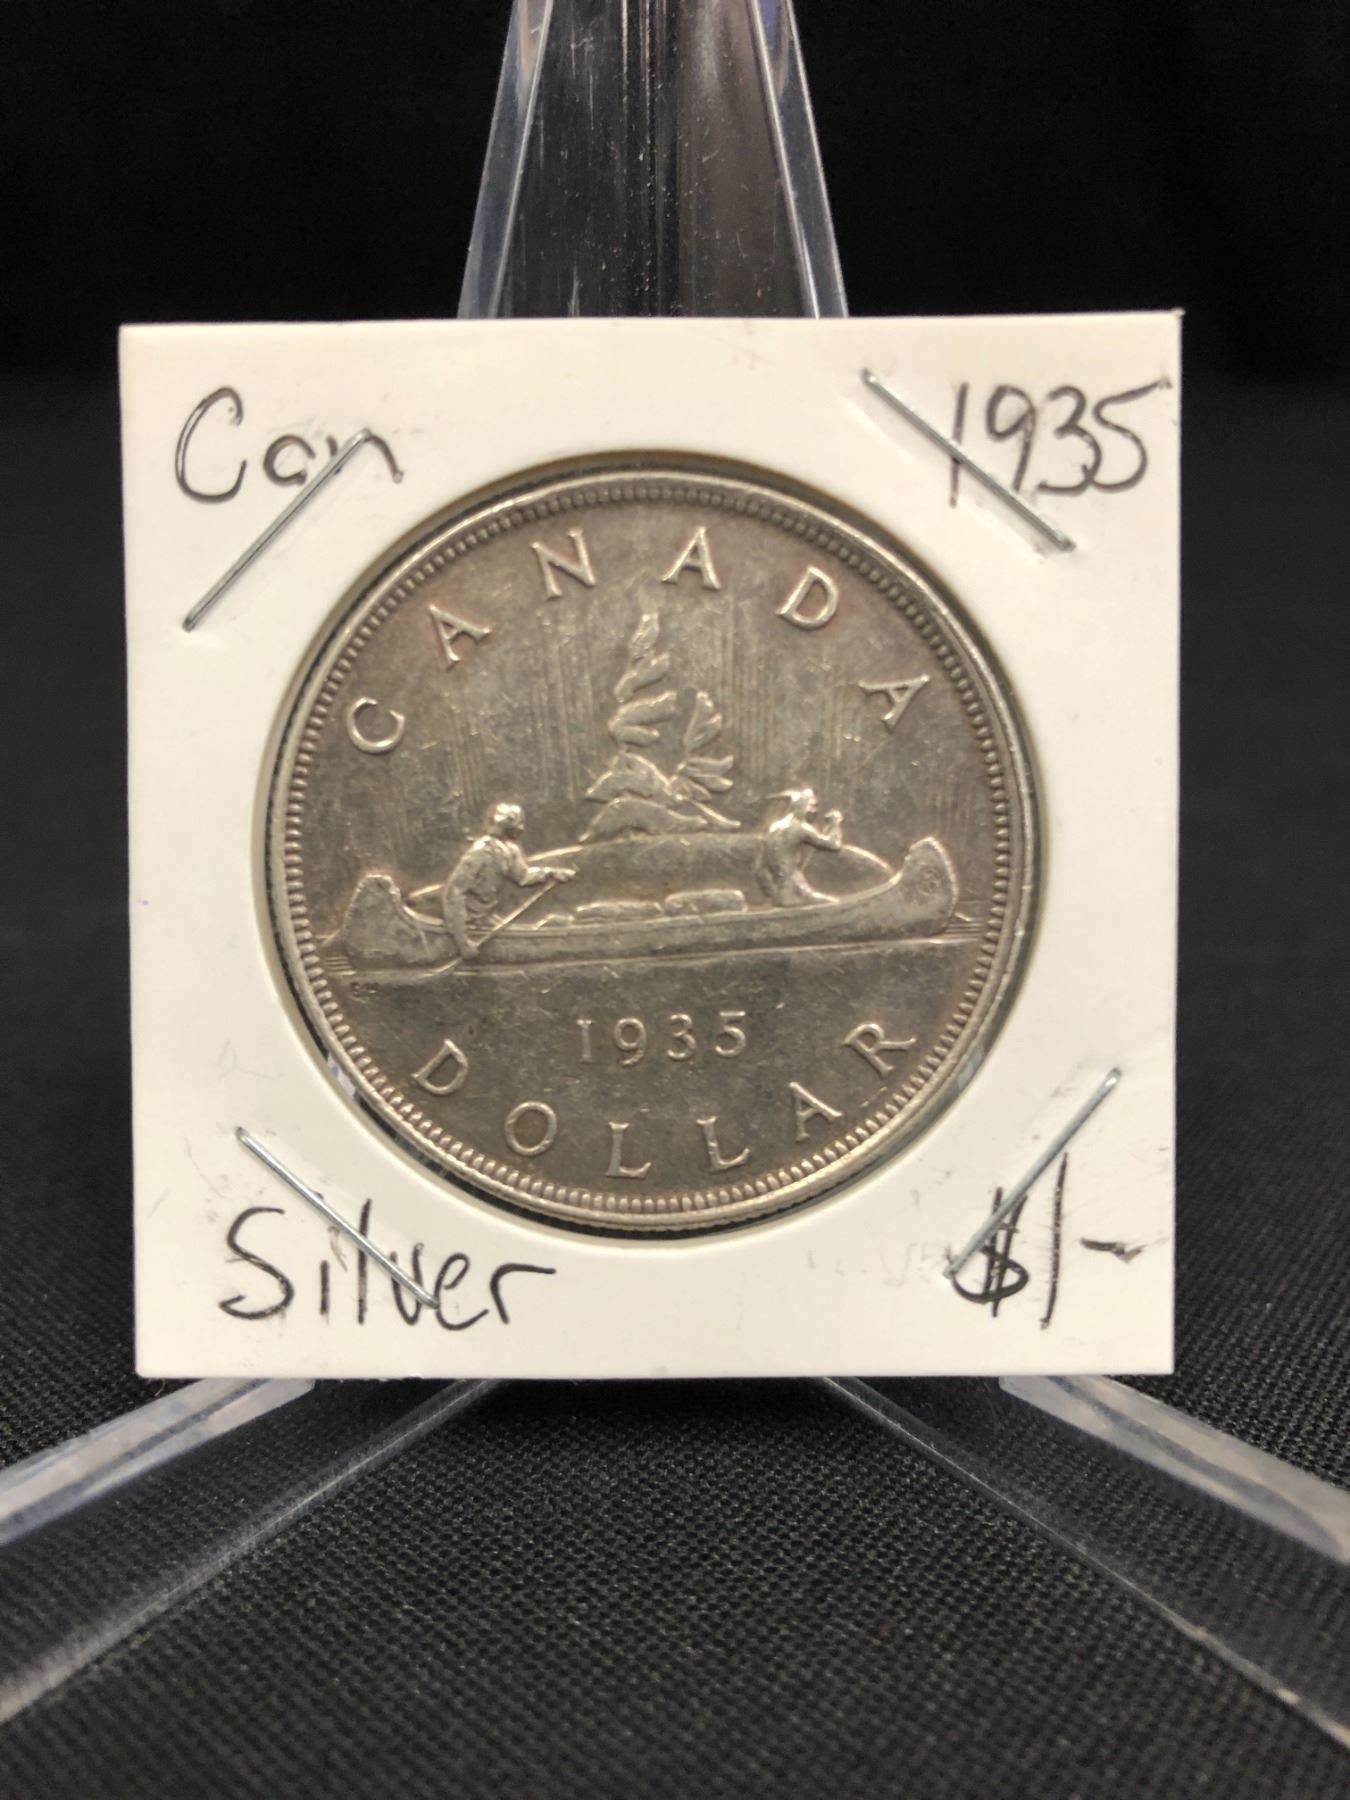 Can 1935
CANADA
1935
DOLLAR
Silver $1-